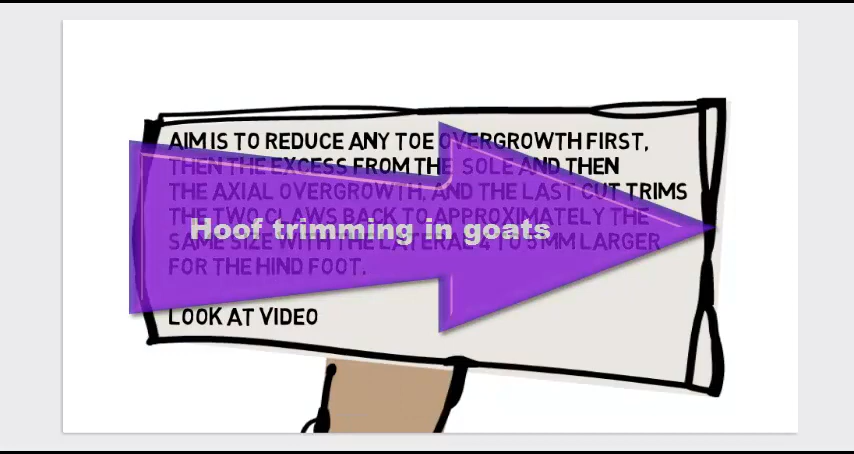 AIM IS TO REDUCE ANY TOE OVERGROWTH FIRST,
THEN THE EXCESS FROM THE SOLE AND THEN
THE AXIAL OVERGROWTH, AND THE LAST CUT TRIMS
THE TWO CLAWS BACK TO APPROXIMATELY THE
Hoof trimming in goats
SAME SIZE WITH THE LATERAL 4 TO 5MM LARGER
FOR THE HIND FOOT.
LOOK AT VIDEO